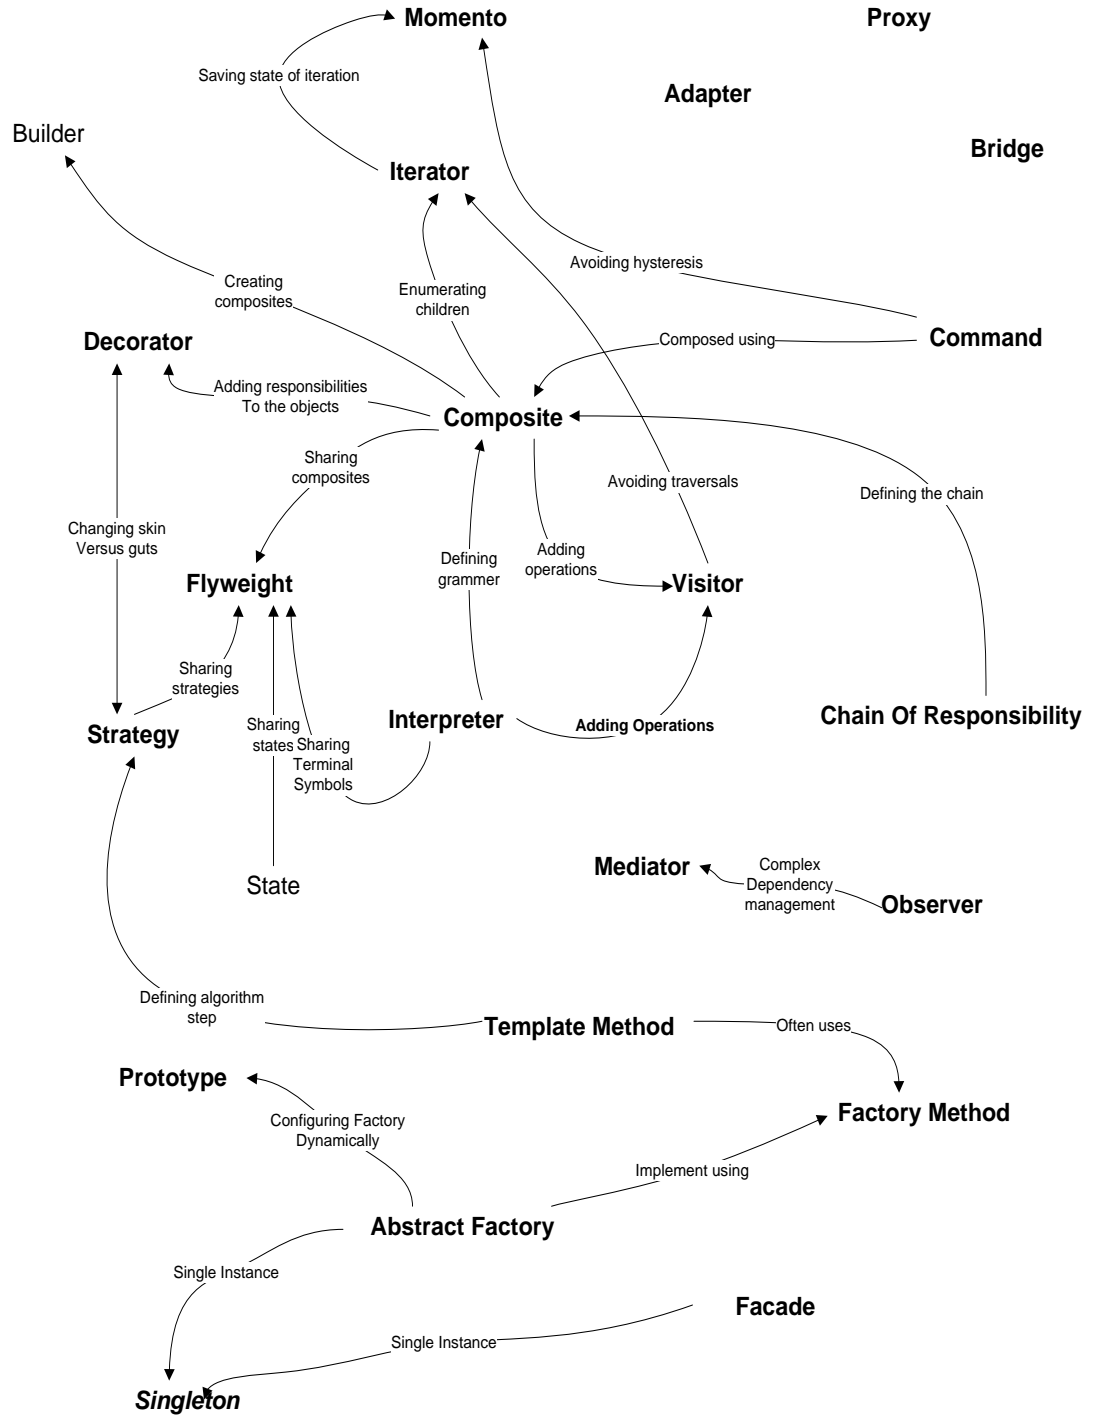 Momento
Proxy
Saving state of iteration
Adapter
Builder
Bridge
Iterator
Avoiding hysteresis
Creating
composites
Enumerating
children
Decorator
Composed using
Command
Adding responsibilities
To the objects
Composite
Sharing
composites
Avoiding traversals
Defining the chain
Changing skin
Versus guts
Defining
grammer
Adding
operations
Flyweight
Visitor
Sharing
strategies
Strategy
Sharing
states
Sharing
Terminal
Symbols
Interpreter
Adding Operations
Chain Of Responsibility
State
Mediator
Complex
Dependency
management
Observer
Defining algorithm
step
Template Method
Often uses
Prototype
Configuring Factory
Dynamically
Factory Method
Implement using
Abstract Factory
Single Instance
Facade
Single Instance
Singleton